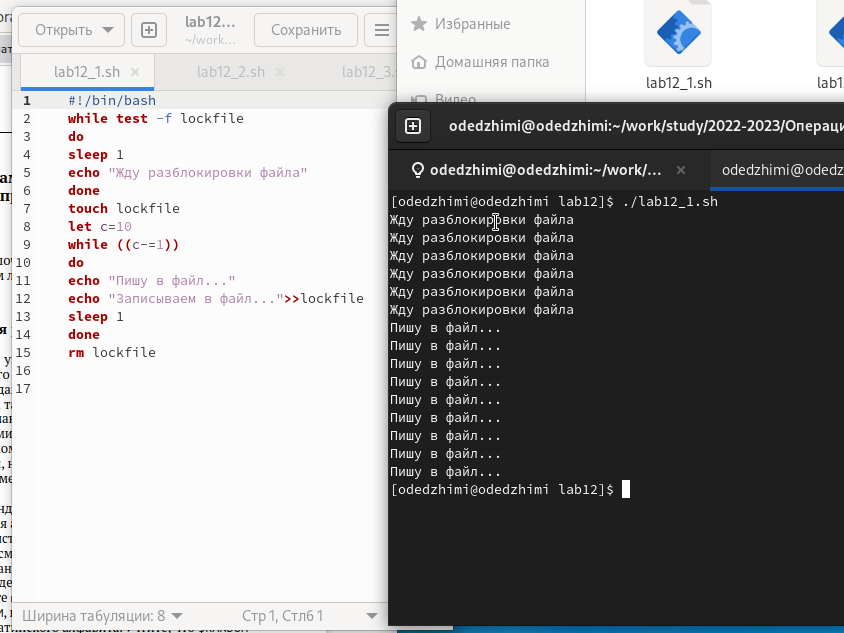 Открыть
lab12...
~/work...
Сохранить
lab12_1.sh
lab12_2.sh
lab12_3.
1 #!/bin/bash
2 while test -f lockfile
3 do
4 sleep 1
5 echo "Жду разблокировки файла"
6 done
7 touch lockfile
8 let c=10
9 while ((c-=1))
10 do
11 echo "Пишу в файл..."
12 echo "Записываем в файл...">>lockfile
13 sleep 1
14 done
15 rm lockfile
16
17
Ширина табуляции: 8
Стр 1, Стлб 1
Избранные
Домашняя папка
Видео
lab12_1.sh
lab12
odedzhimi@odedzhimi:~/work/study/2022-2023/Операци
odedzhimi@odedzhimi:~/work/...
odedzhimi@odedz
[odedzhimi@odedzhimi lab12]$ ./lab12_1.sh
Жду разблокировки файла
Жду разблокировки файла
Жду разблокировки файла
Жду разблокировки файла
Жду разблокировки файла
Жду разблокировки файла
Пишу в файл...
Пишу в файл...
Пишу в файл...
Пишу в файл...
Пишу в файл...
Пишу в файл...
Пишу в файл...
Пишу в файл...
Пишу в файл...
[odedzhimi@odedzhimi lab12]$